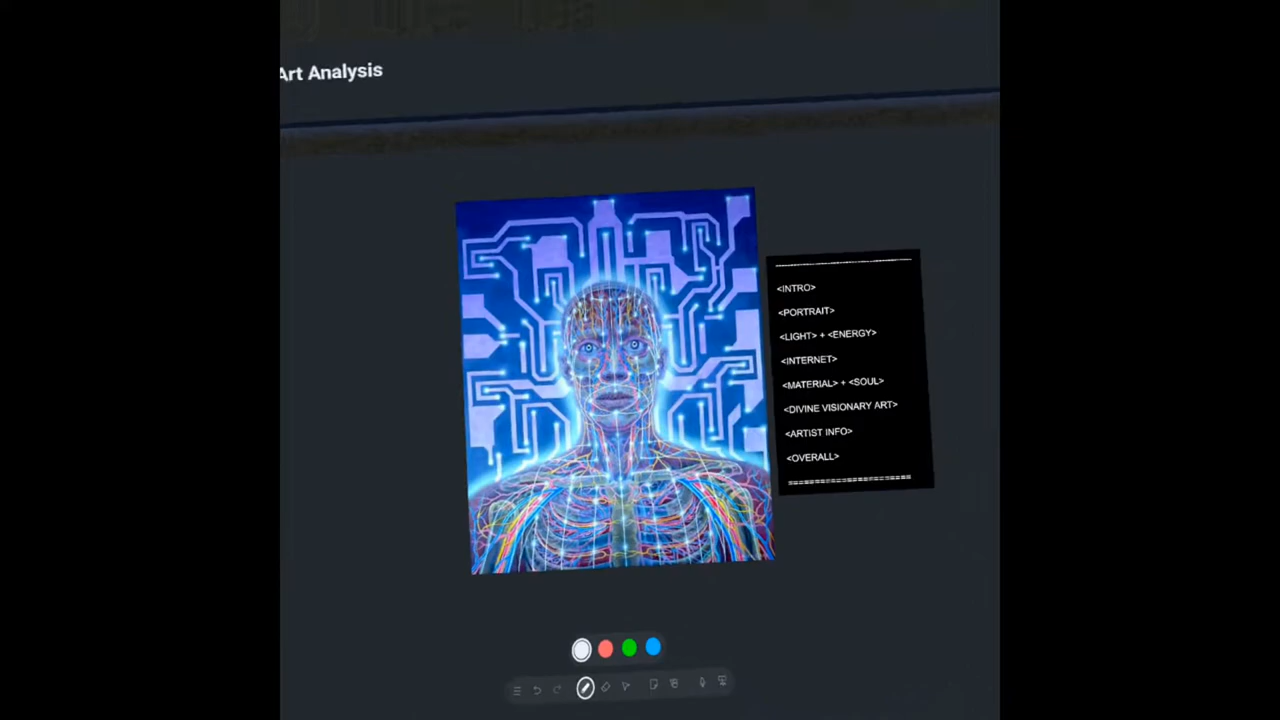 Art Analysis
<INTRO>
<PORTRAIT>
<LIGHT> + <ENERGY>
<INTERNET>
<MATERIAL> + <SOUL>
<DIVINE VISIONARY ART>
<ARTIST INFO>
<OVERALL>